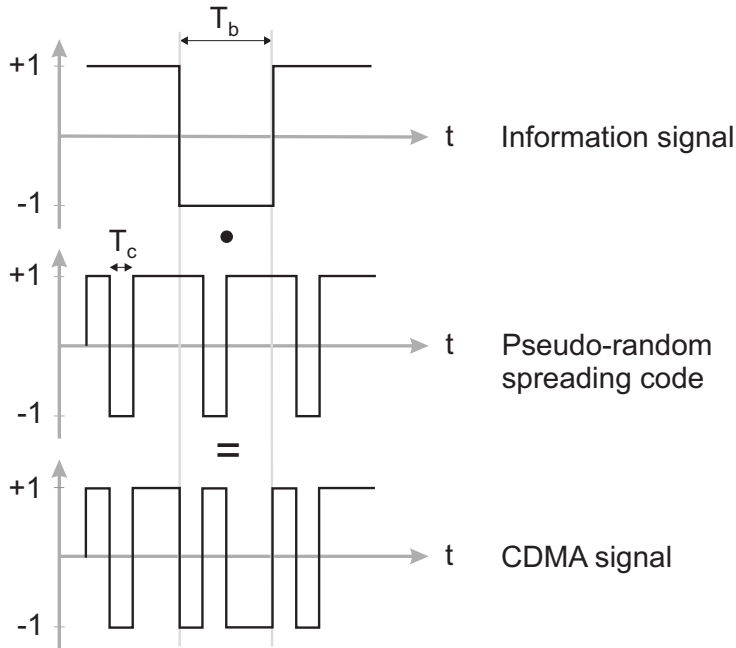 T_b
+1
t Information signal
-1
•
T_c
+1
t Pseudo-random
spreading code
-1
=
+1
t CDMA signal
-1